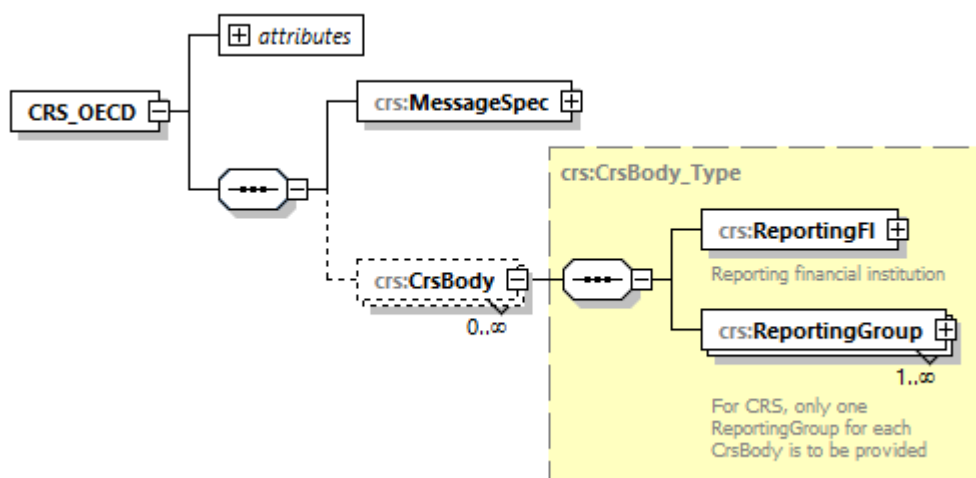 attributes
CRS_OECD
crs:MessageSpec
crs:CrsBody_Type
crs:ReportingFI
Reporting financial institution
crs:CrsBody
0..∞
crs:ReportingGroup
1..∞
For CRS, only one
ReportingGroup for each
CrsBody is to be provided